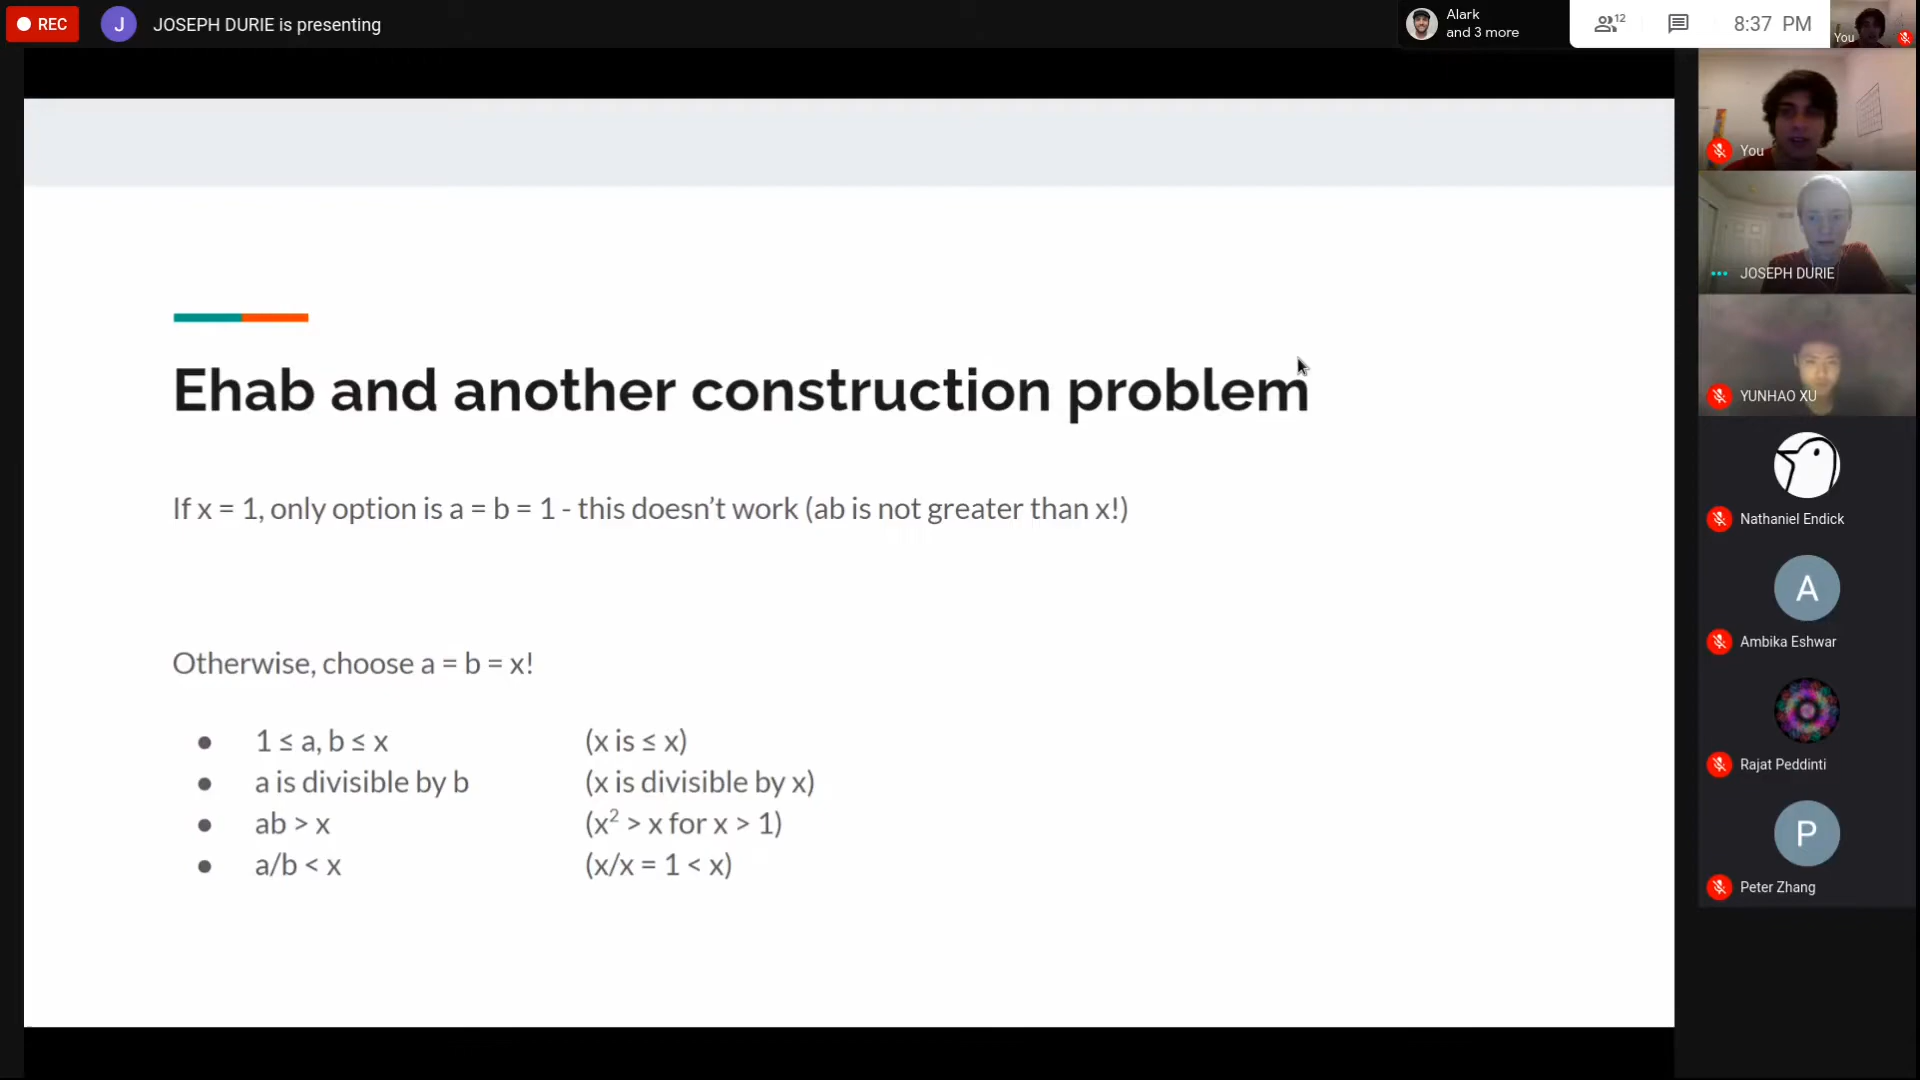 REC
J
JOSEPH DURIE is presenting
Alark
and 3 more
12
8:37 PM
You
Ehab and another construction problem
If x = 1, only option is a = b = 1 - this doesn’t work (ab is not greater than x!)
Otherwise, choose a = b = x!
● 1 ≤ a, b ≤ x (x is ≤ x)
● a is divisible by b (x is divisible by x)
● ab > x (x² > x for x > 1)
● a/b < x (x/x = 1 < x)
You
JOSEPH DURIE
YUNHAO XU
Nathaniel Endick
A
Ambika Eshwar
Rajat Peddinti
P
Peter Zhang